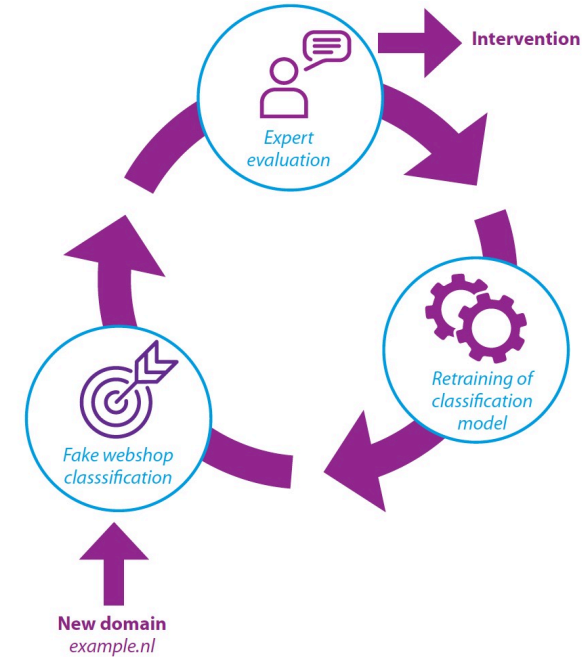 Intervention
Expert
evaluation
Retraining of
classification
model
Fake webshop
classsification
New domain
example.nl